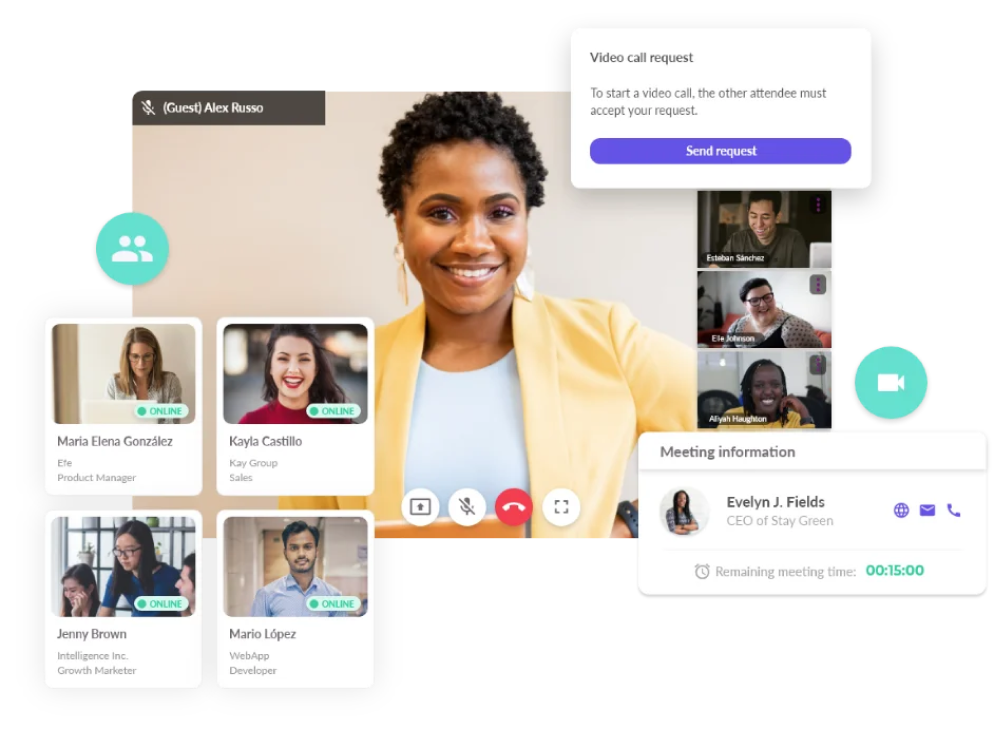 Video call request
To start a video call, the other attendee must
accept your request.
Send request
(Guest) Alex Russo
Esteban Sánchez
Elle Johnson
Aliyah Haughton
ONLINE
Maria Elena González
Efe
Product Manager
ONLINE
Kayla Castillo
Kay Group
Sales
ONLINE
Jenny Brown
Intelligence Inc.
Growth Marketer
ONLINE
Mario López
WebApp
Developer
Meeting information
Evelyn J. Fields
CEO of Stay Green
Remaining meeting time: 00:15:00